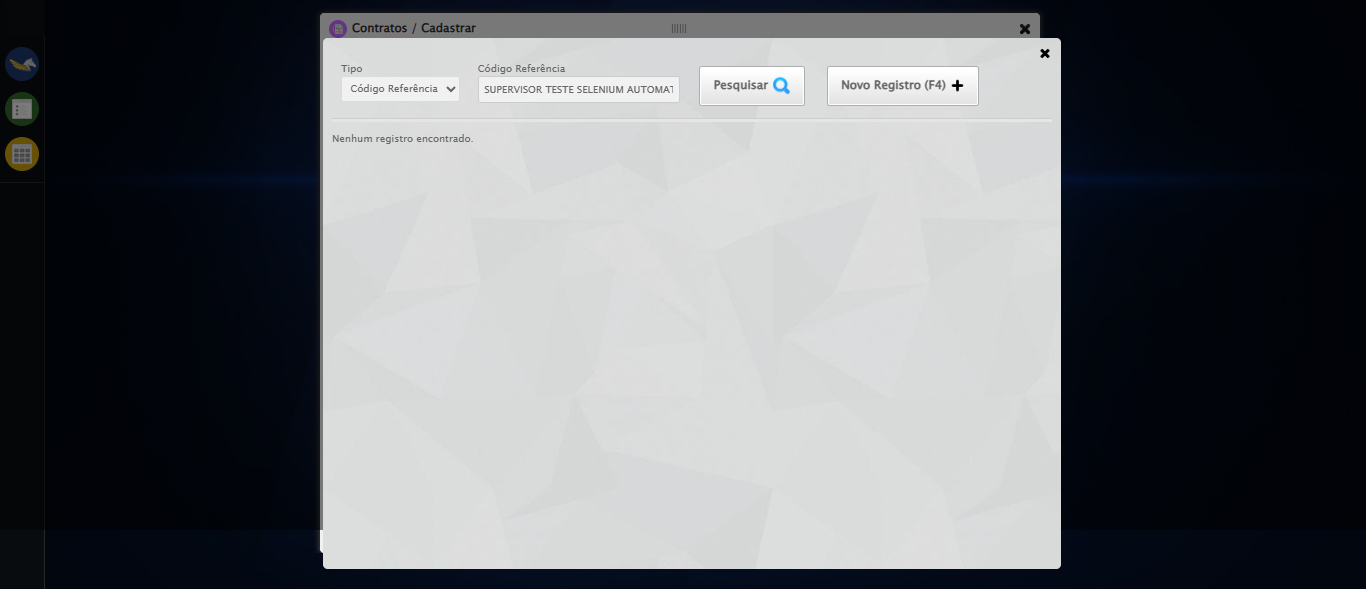 Contratos / Cadastrar
Tipo
Código Referência
Código Referência
SUPERVISOR TESTE SELENIUM AUTOMAT
Pesquisar
Novo Registro (F4)
Nenhum registro encontrado.